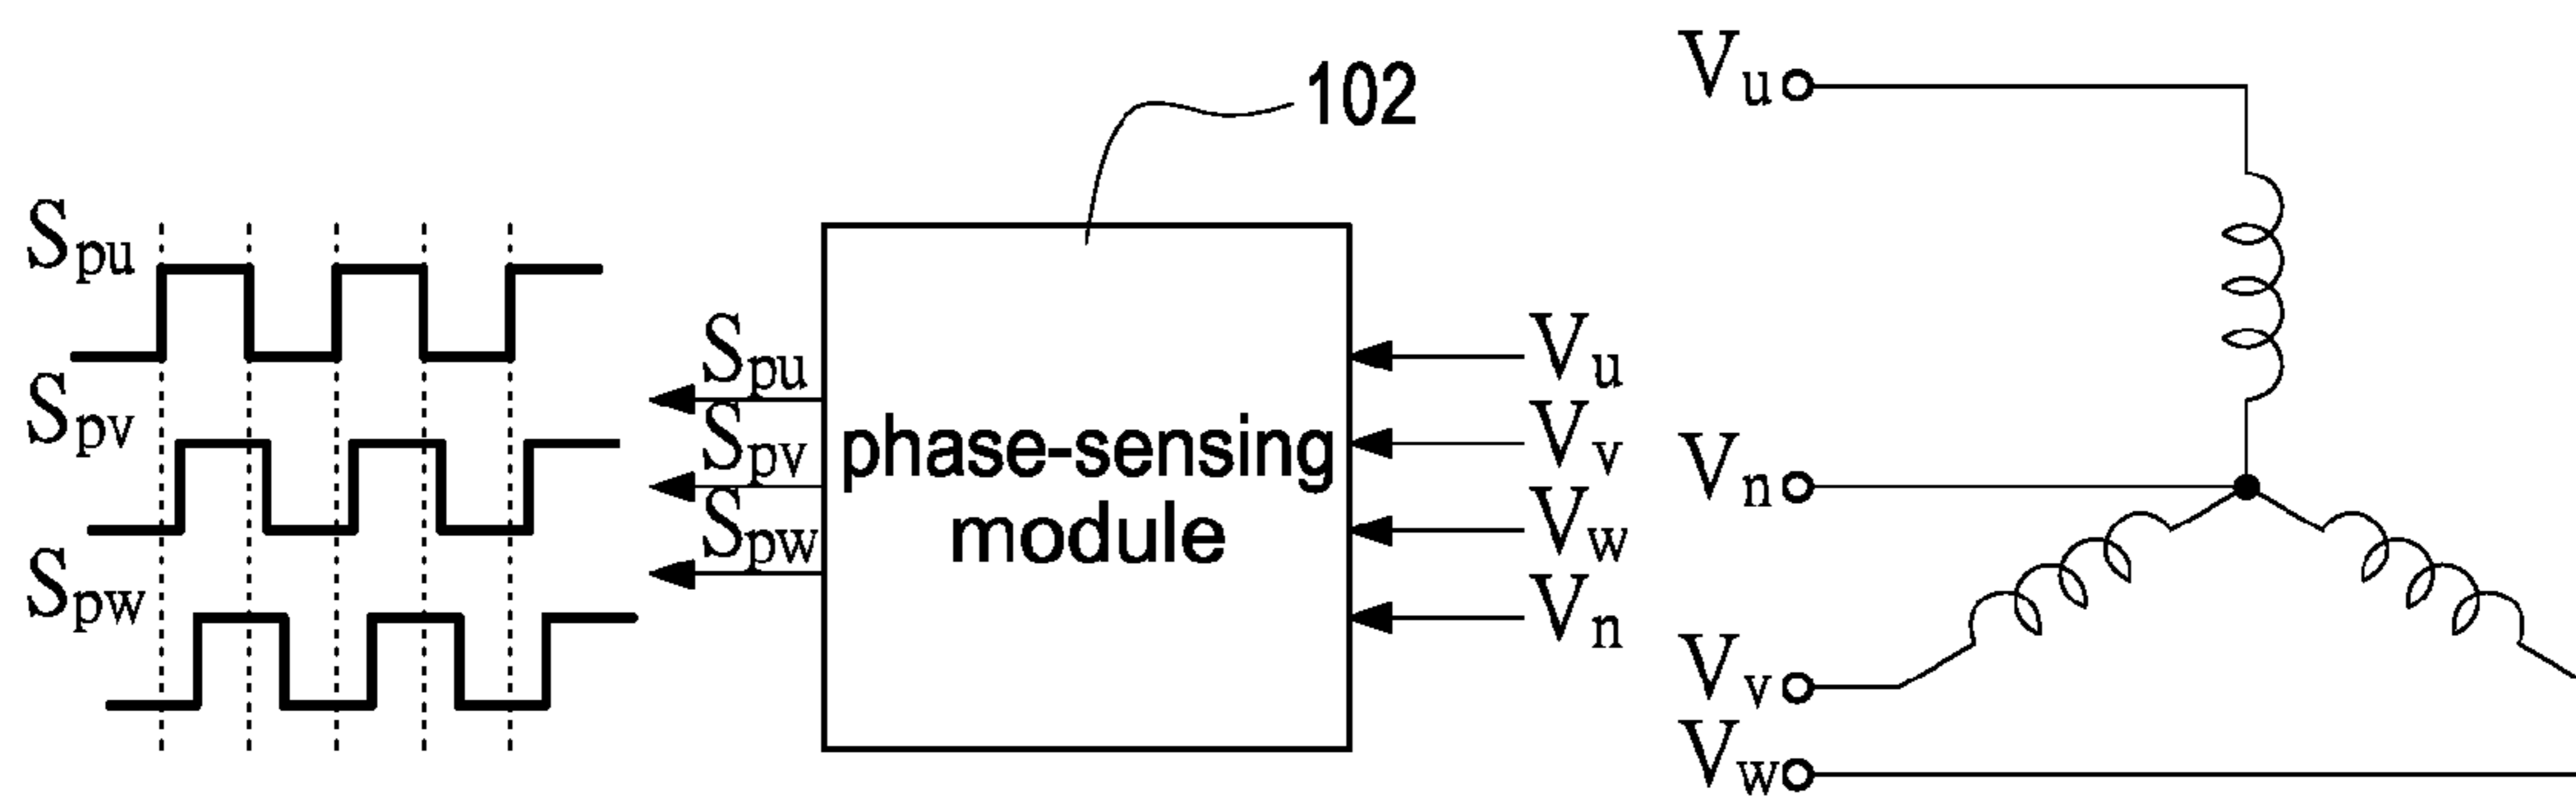 Spu
Spv
Spw
102
Spu
Spv
Spw
phase-sensing
module
Vu
Vv
Vw
Vn
Vu
Vn
Vv
Vw